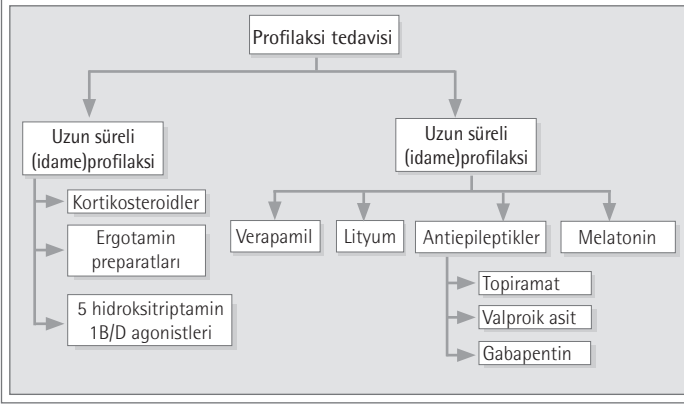 Profilaksi tedavisi
Uzun süreli
(idame)profilaksi
Kortikosteroidler
Ergotamin
preparatları
5 hidroksitriptamin
1B/D agonistleri
Uzun süreli
(idame)profilaksi
Verapamil
Lityum
Antiepileptikler
Melatonin
Topiramat
Valproik asit
Gabapentin